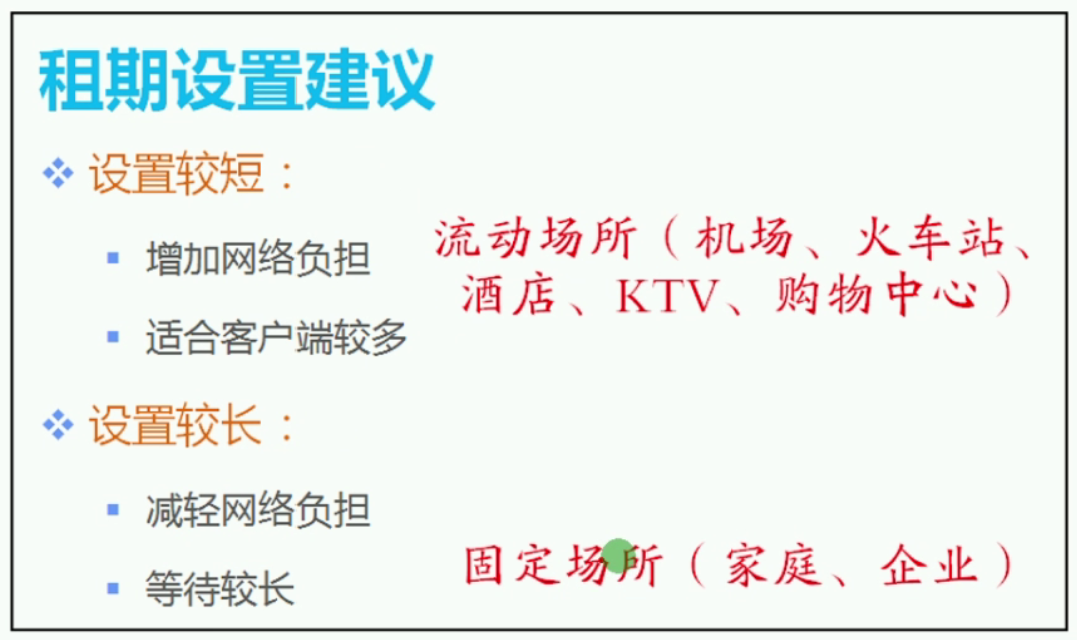 租期设置建议
设置较短：
增加网络负担
适合客户端较多
流动场所（机场、火车站、
酒店、KTV、购物中心）
设置较长：
减轻网络负担
等待较长
固定场所（家庭、企业）